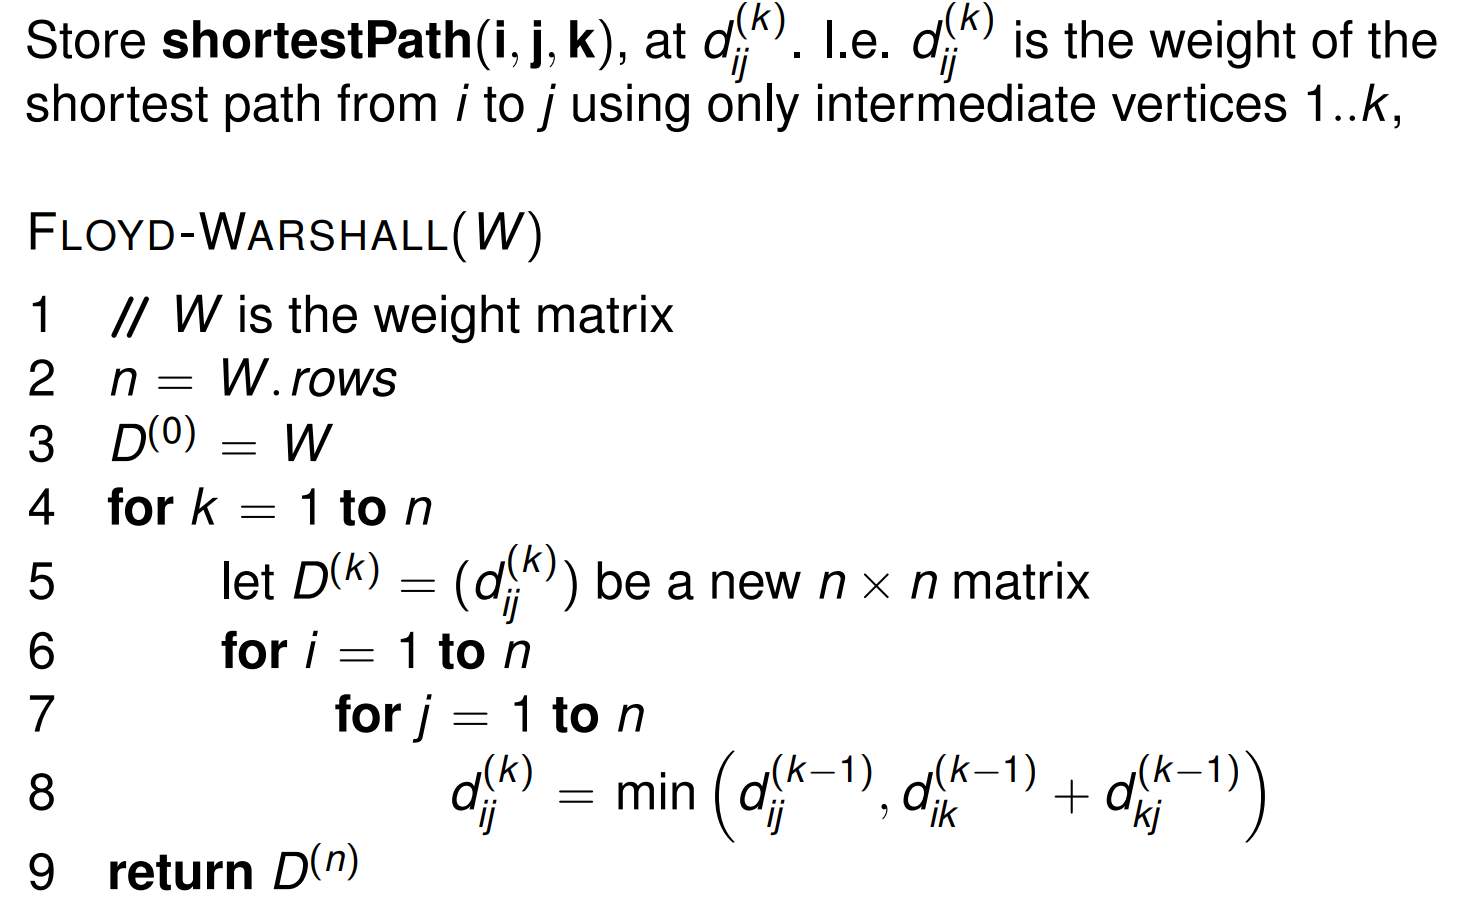 Store shortestPath(i, j, k), at d_{ij}^{(k)}. I.e. d_{ij}^{(k)} is the weight of the
shortest path from i to j using only intermediate vertices 1..k,
FLOYD-WARSHALL(W)
1 // W is the weight matrix
2 n = W.rows
3 D^{(0)} = W
4 for k = 1 to n
5 let D^{(k)} = (d_{ij}^{(k)}) be a new n × n matrix
6 for i = 1 to n
7 for j = 1 to n
8 d_{ij}^{(k)} = min (d_{ij}^{(k−1)}, d_{ik}^{(k−1)} + d_{kj}^{(k−1)})
9 return D^{(n)}